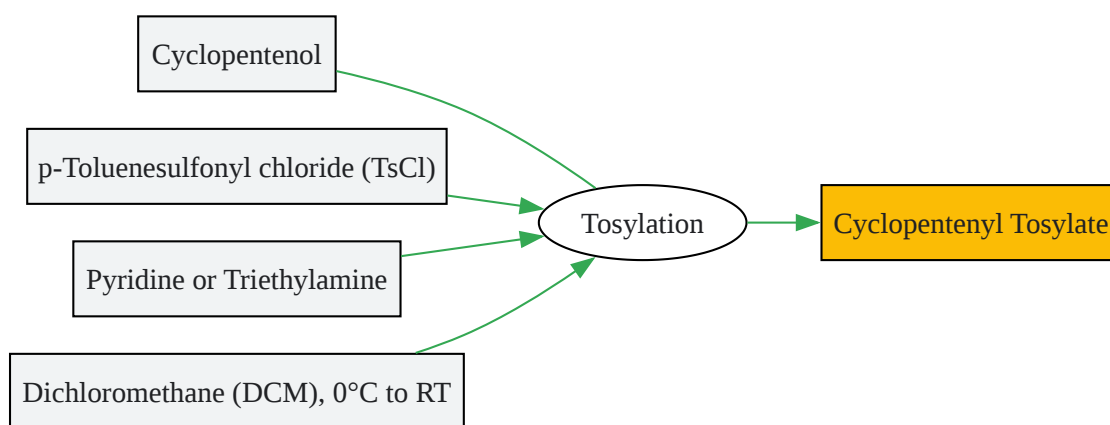 Cyclopentenol
p-Toluenesulfonyl chloride (TsCl)
Pyridine or Triethylamine
Dichloromethane (DCM), 0°C to RT
Tosylation
Cyclopentenyl Tosylate